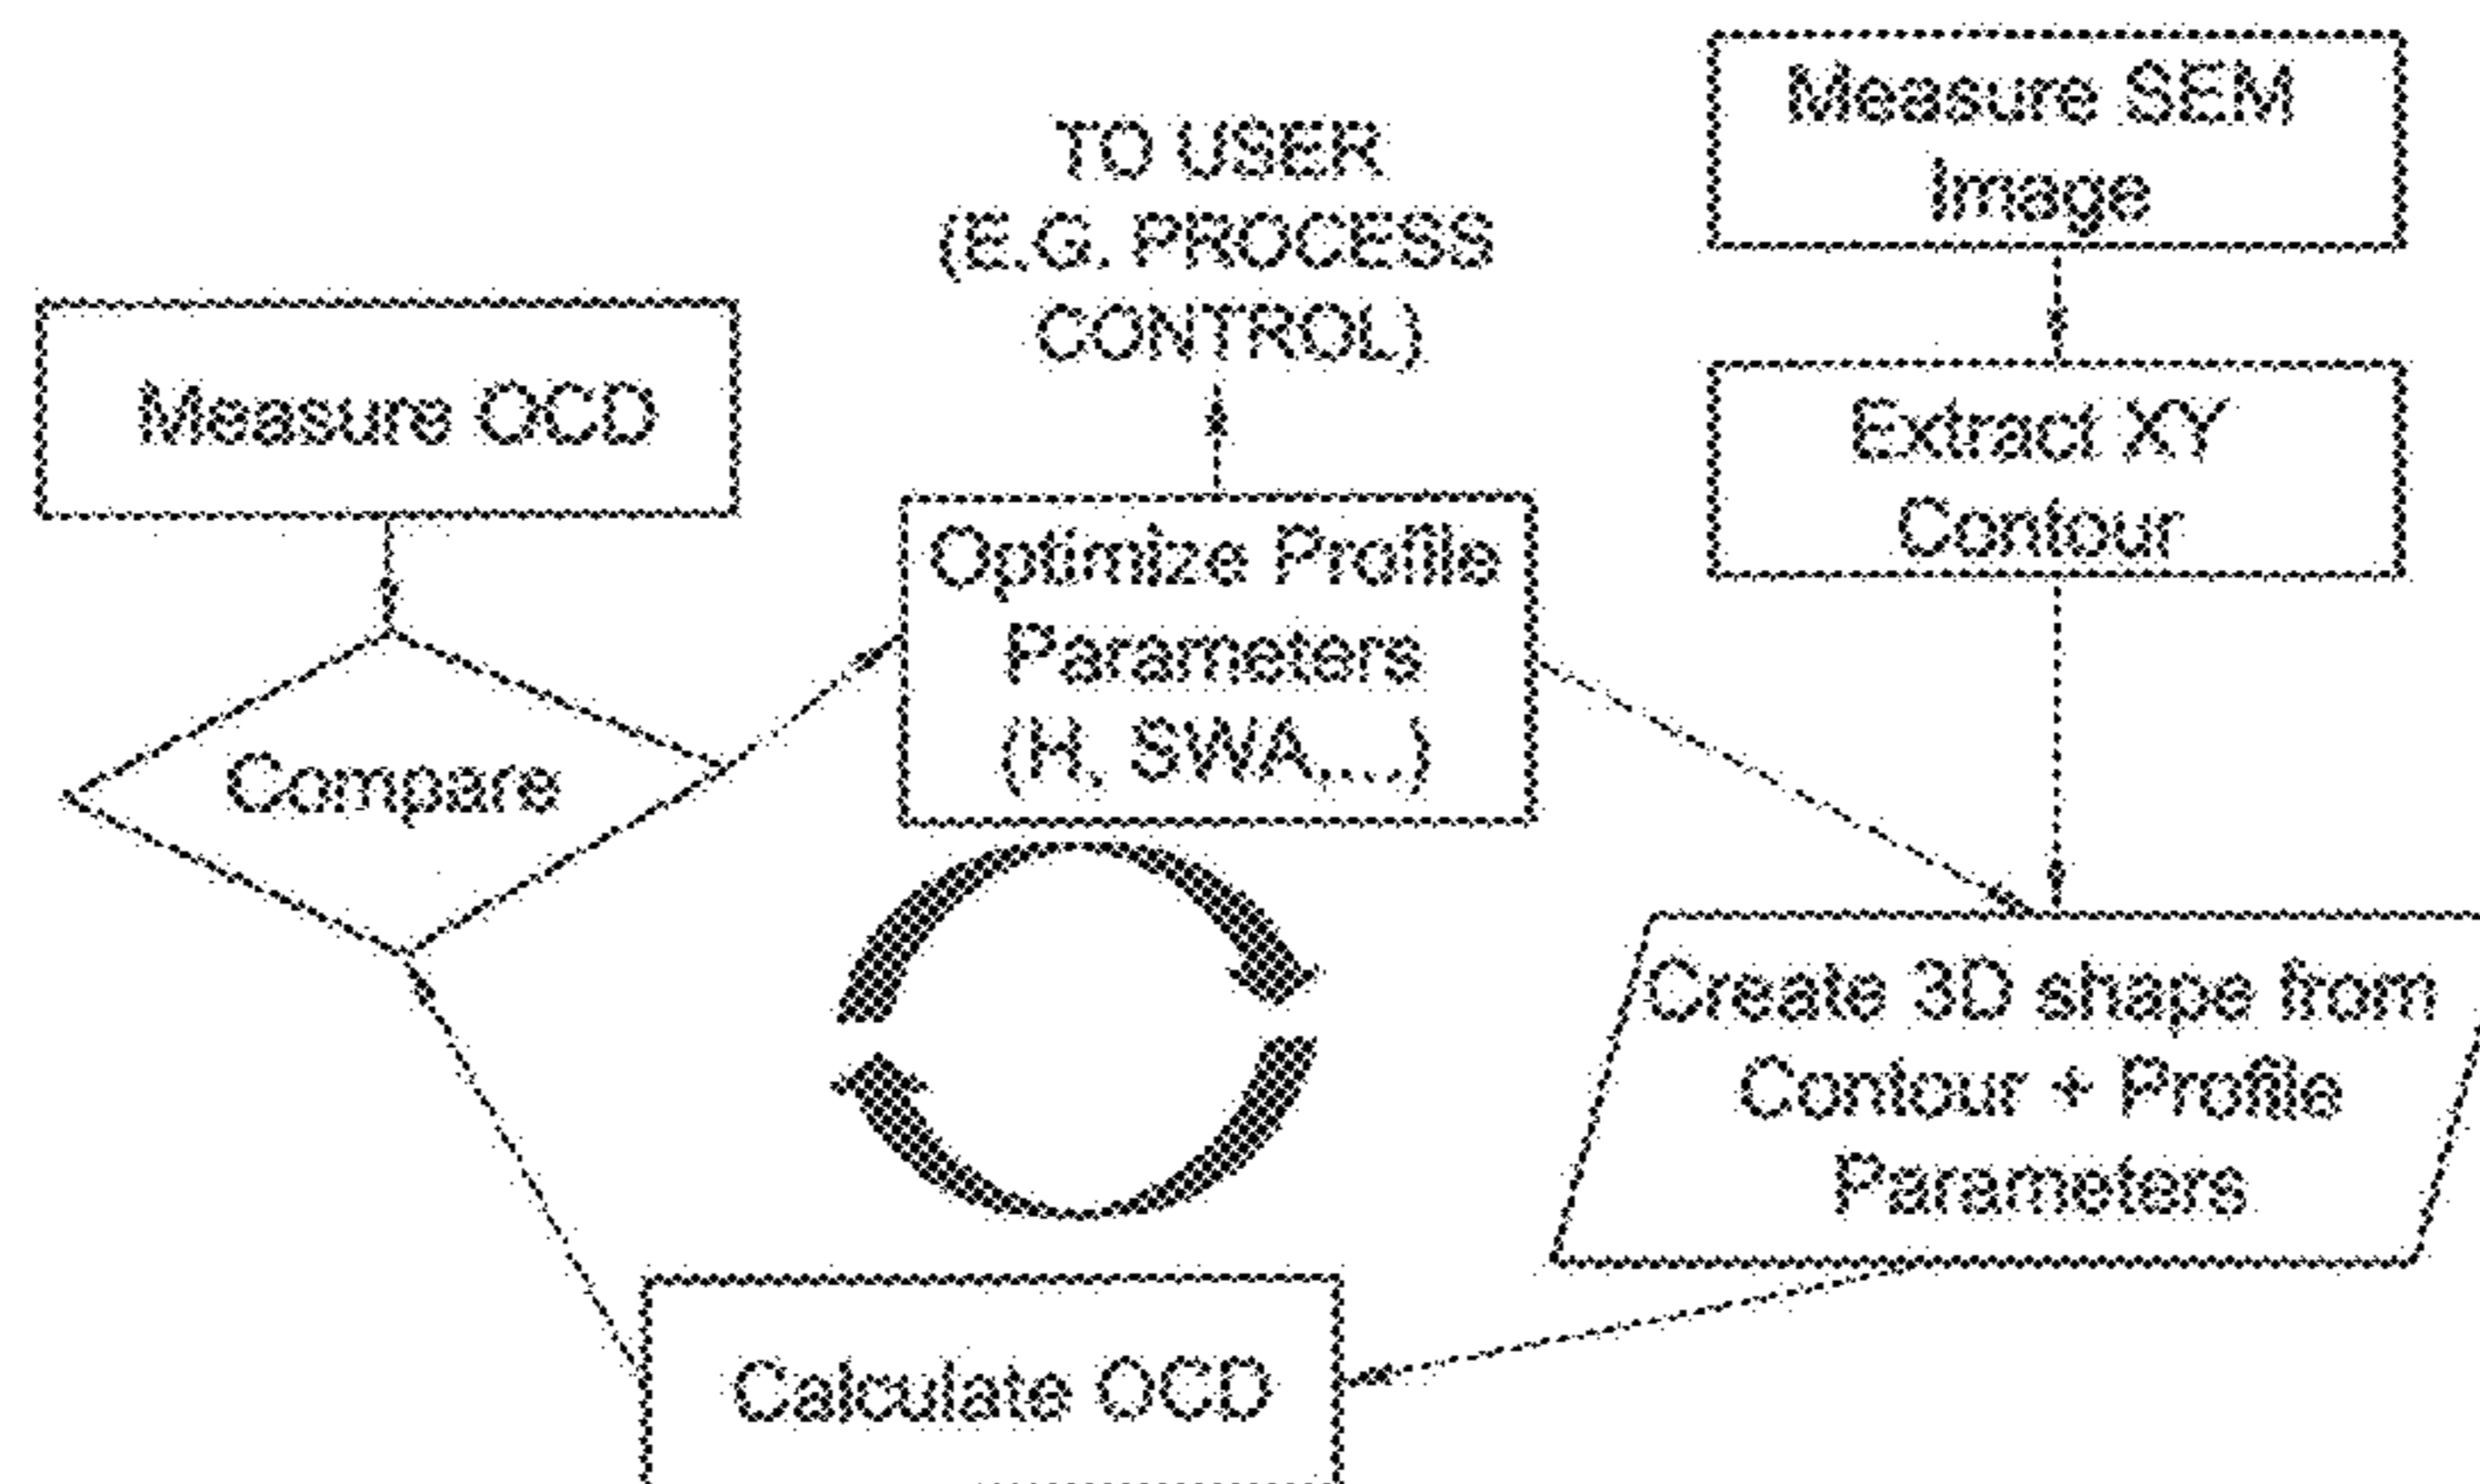 Measure SEM
Image
TO USER
(E.G. PROCESS
CONTROL)
Measure OCD
Extract XY
Contour
Optimize Profile
Parameters
(H, SWA,...)
Compare
Create 3D shape from
Contour + Profile
Parameters
Calculate OCD